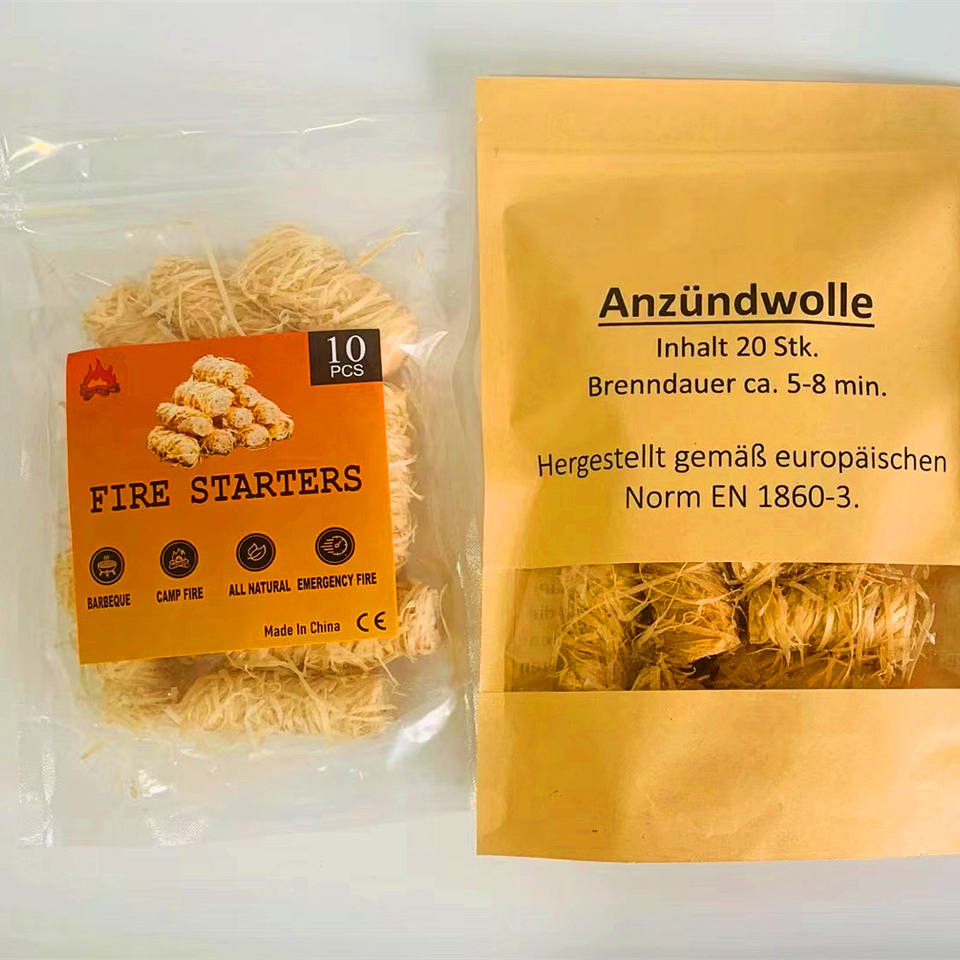 10
PCS
FIRE STARTERS
BARBEQUE
CAMP FIRE
ALL NATURAL
EMERGENCY FIRE
Made In China CE
Anzündwolle
Inhalt 20 Stk.
Brenndauer ca. 5-8 min.
Hergestellt gemäß europäischen
Norm EN 1860-3.